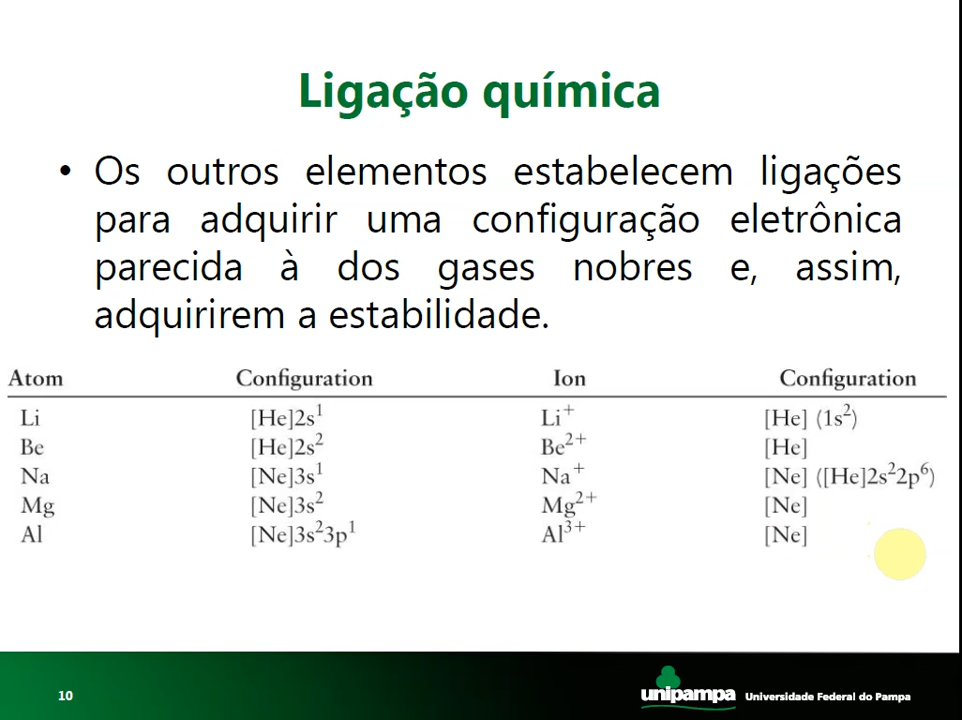 Ligação química
• Os outros elementos estabelecem ligações
para adquirir uma configuração eletrônica
parecida à dos gases nobres e, assim,
adquirirem a estabilidade.
Atom Configuration Ion Configuration
Li [He]2s¹ Li⁺ [He] (1s²)
Be [He]2s² Be²⁺ [He]
Na [Ne]3s¹ Na⁺ [Ne] ([He]2s²2p⁶)
Mg [Ne]3s² Mg²⁺ [Ne]
Al [Ne]3s²3p¹ Al³⁺ [Ne]
10 unipampa Universidade Federal do Pampa